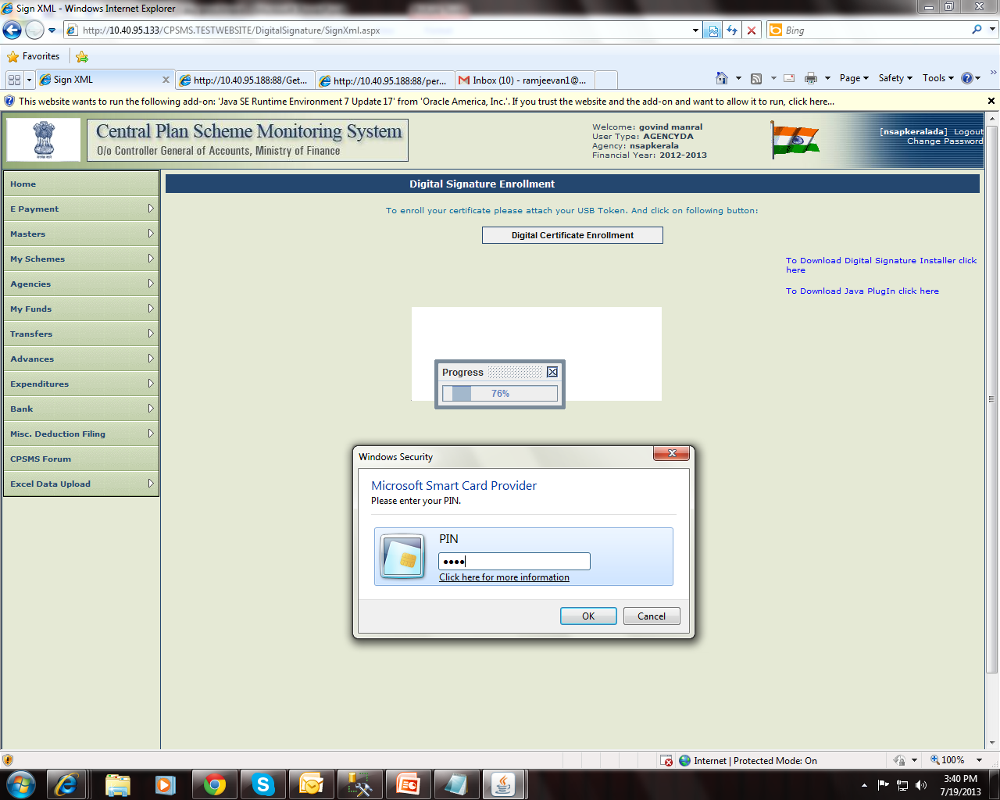 Sign XML - Windows Internet Explorer
http://10.40.95.133/CPSMS.TESTWEBSITE/DigitalSignature/SignXml.aspx
Bing
Favorites
Sign XML
http://10.40.95.188:88/Get...
http://10.40.95.188:88/per...
Inbox (10) - ramjeevan1@...
Page
Safety
Tools
This website wants to run the following add-on: 'Java SE Runtime Environment 7 Update 17' from 'Oracle America, Inc.'. If you trust the website and the add-on and want to allow it to run, click here...
Central Plan Scheme Monitoring System
O/o Controller General of Accounts, Ministry of Finance
Welcome: govind manral
User Type: AGENCYDA
Agency: nsapkerala
Financial Year: 2012-2013
[nsapkeralada] Logout
Change Password
Home
E Payment
Masters
My Schemes
Agencies
My Funds
Transfers
Advances
Expenditures
Bank
Misc. Deduction Filing
CPSMS Forum
Excel Data Upload
Digital Signature Enrollment
To enroll your certificate please attach your USB Token. And click on following button:
Digital Certificate Enrollment
To Download Digital Signature Installer click
here
To Download Java PlugIn click here
Progress
76%
Windows Security
Microsoft Smart Card Provider
Please enter your PIN.
PIN
••••
Click here for more information
OK
Cancel
Internet | Protected Mode: On
100%
3:40 PM
7/19/2013